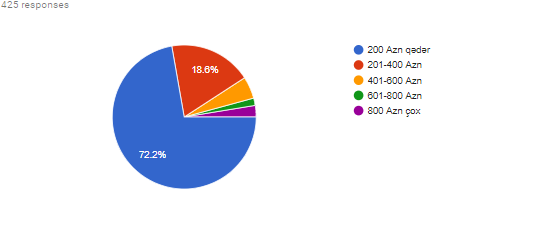 425 responses
200 Azn qədər
201-400 Azn
401-600 Azn
601-800 Azn
800 Azn çox
18.6%
72.2%